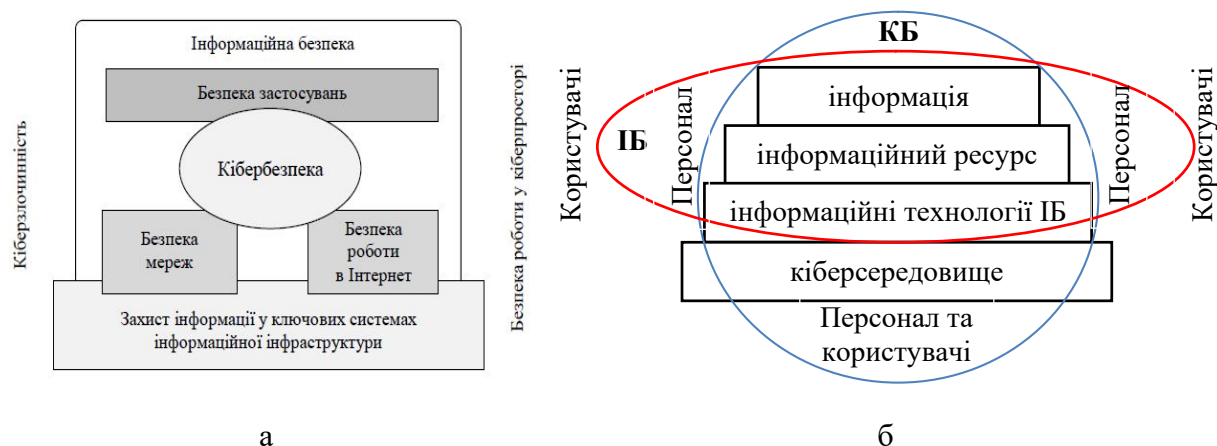 Інформаційна безпека
Безпека застосувань
Кібербезпека
Безпека
мереж
Безпека
роботи
в Інтернет
Захист інформації у ключових системах
інформаційної інфраструктури
Кіберзлочинність
Безпека роботи у кіберпросторі
а
КБ
ІБ
Користувачі
Персонал
інформація
інформаційний ресурс
інформаційні технології ІБ
кіберсередовище
Персонал та
користувачі
Персонал
Користувачі
б